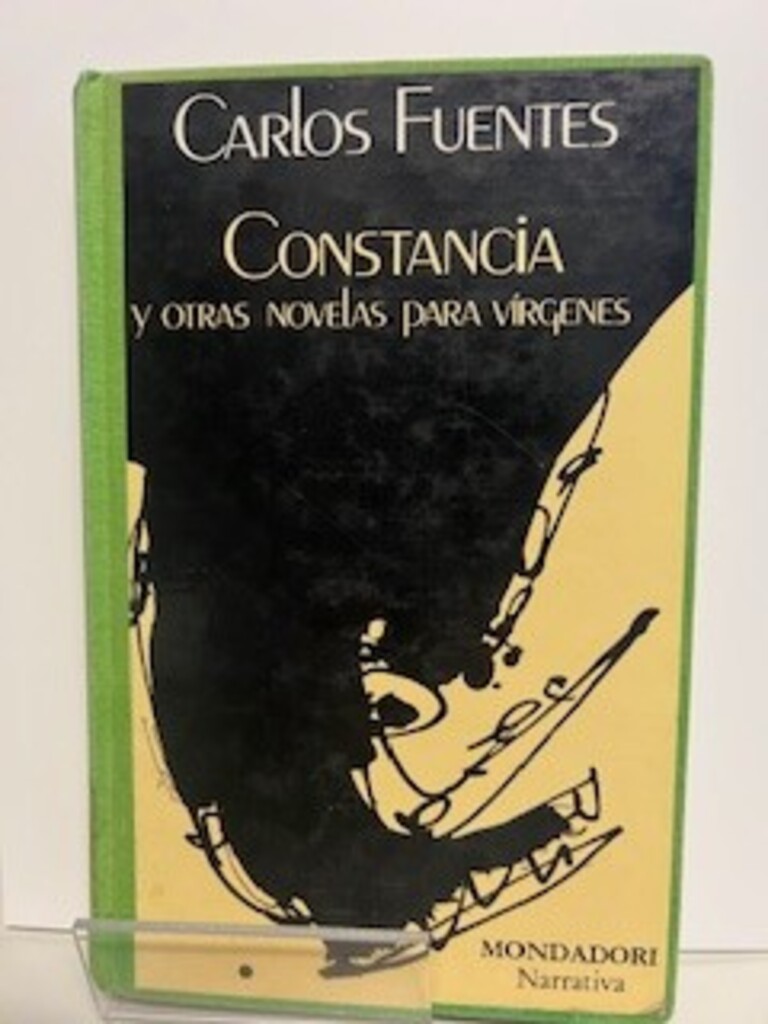 CARLOS FUENTES
CONSTANCIA
Y OTRAS NOVELAS PARA VÍRGENES
MONDADORI
Narrativa